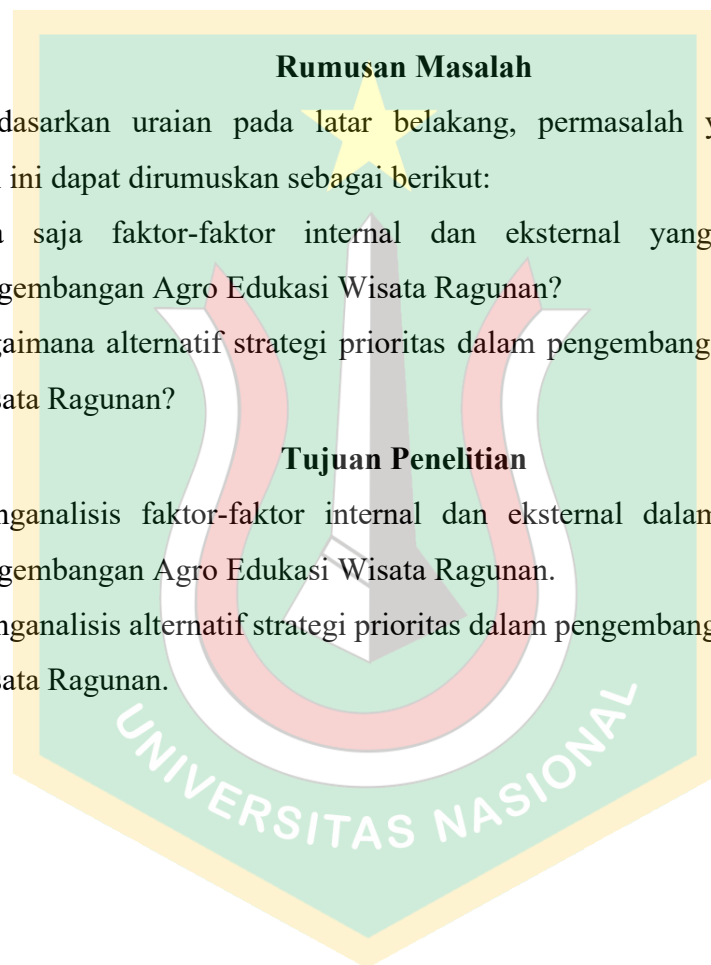 Rumusan Masalah
dasarkan uraian pada latar belakang, permasalah
ini dapat dirumuskan sebagai berikut:
saja faktor-faktor internal dan eksternal yang
gembangan Agro Edukasi Wisata Ragunan?
gaimana alternatif strategi prioritas dalam pengembang
sata Ragunan?
Tujuan Penelitian
nganalisis faktor-faktor internal dan eksternal dalam
gembangan Agro Edukasi Wisata Ragunan.
nganalisis alternatif strategi prioritas dalam pengembang
sata Ragunan.
UNIVERSITAS NASIONAL